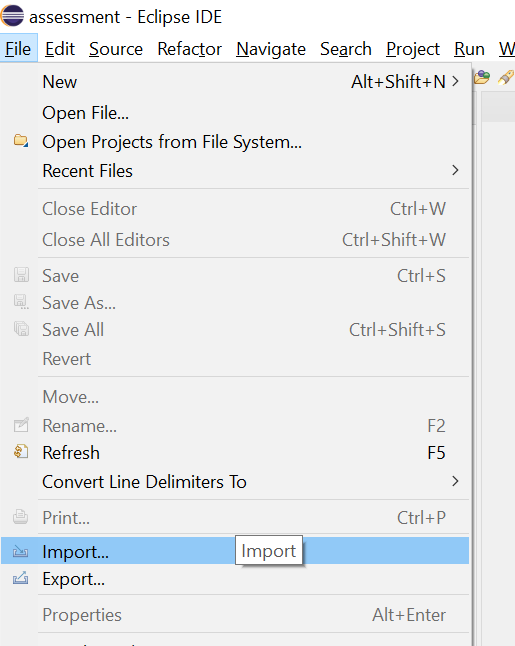 assessment - Eclipse IDE
File Edit Source Refactor Navigate Search Project Run W
New Alt+Shift+N
Open File...
Open Projects from File System...
Recent Files
Close Editor Ctrl+W
Close All Editors Ctrl+Shift+W
Save Ctrl+S
Save As...
Save All Ctrl+Shift+S
Revert
Move...
Rename... F2
Refresh F5
Convert Line Delimiters To
Print... Ctrl+P
Import... Import
Export...
Properties Alt+Enter